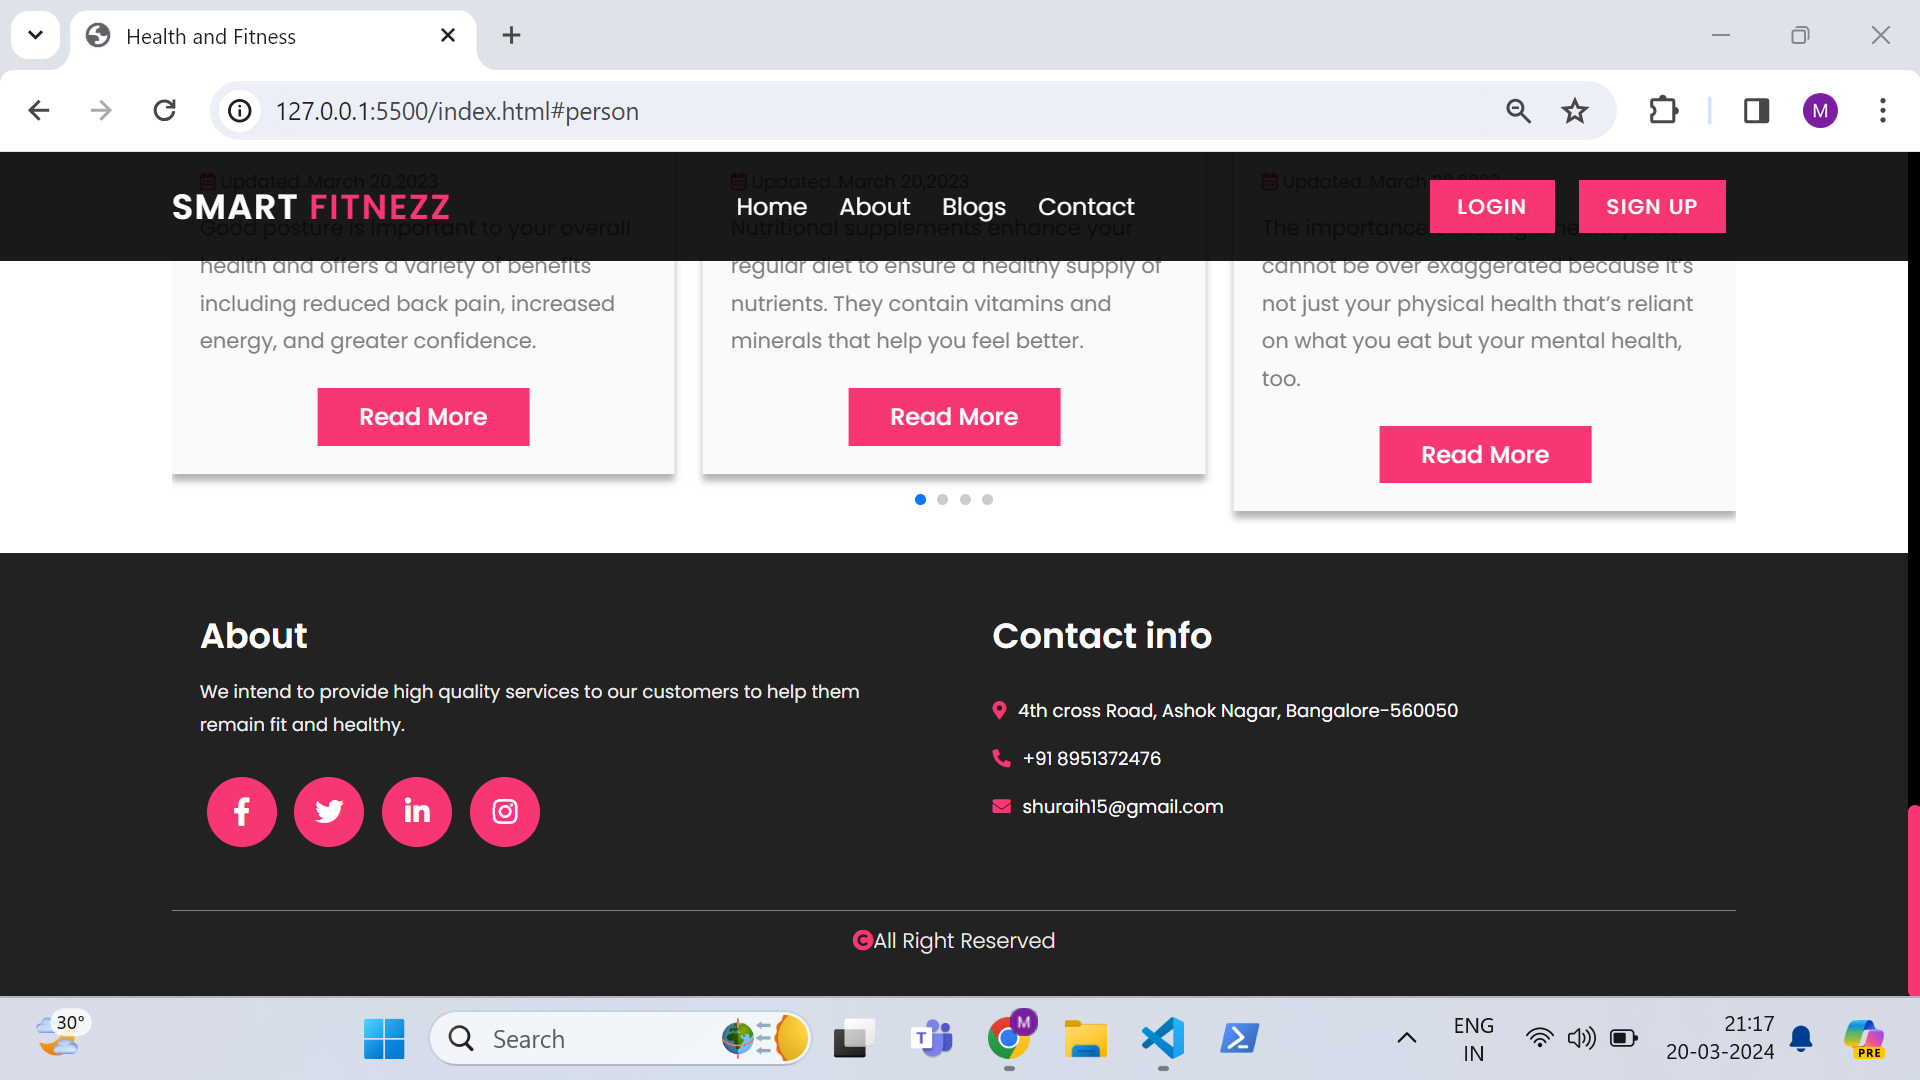 Health and Fitness
127.0.0.1:5500/index.html#person
M
Updated..March 20,2023
Updated..March 20,2023
Updated..March 20,2023
SMART FITNEZZ
Home About Blogs Contact
LOGIN SIGN UP
Good posture is important to your overall
health and offers a variety of benefits
including reduced back pain, increased
energy, and greater confidence.
Read More
Nutritional supplements enhance your
regular diet to ensure a healthy supply of
nutrients. They contain vitamins and
minerals that help you feel better.
Read More
The importance
cannot be over exaggerated because it’s
not just your physical health that’s reliant
on what you eat but your mental health,
too.
Read More
About
We intend to provide high quality services to our customers to help them
remain fit and healthy.
Contact info
4th cross Road, Ashok Nagar, Bangalore-560050
+91 8951372476
shuraih15@gmail.com
©All Right Reserved
30°
Search
T
M
ENG
IN
21:17
20-03-2024
PRE